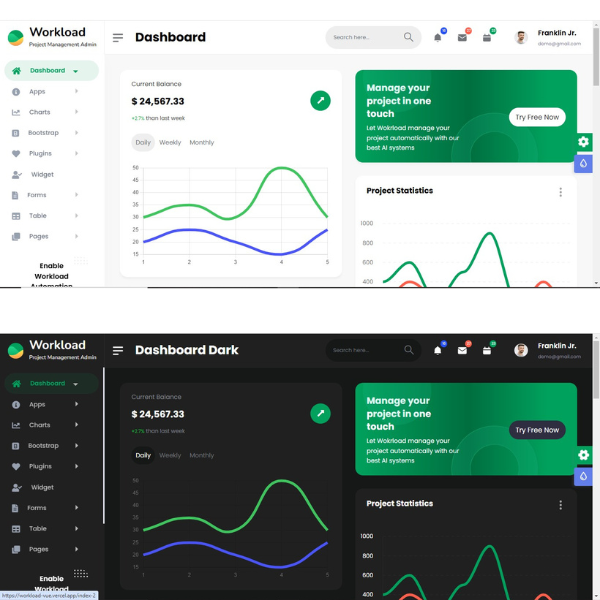 Workload
Project Management Admin
Dashboard
Search here...
Franklin Jr.
demo@gmail.com
Dashboard
Apps
Charts
Bootstrap
Plugins
Widget
Forms
Table
Pages
Enable
Workload
Automation
Current Balance
$ 24,567.33
+2.7% than last week
Daily Weekly Monthly
50
45
40
35
30
25
20
15
1 2 3 4 5
Manage your
project in one
touch
Let Wokrload manage your
project automatically with our
best AI systems
Try Free Now
Project Statistics
1000
800
600
400
Workload
Project Management Admin
Dashboard Dark
Search here...
Franklin Jr.
demo@gmail.com
Dashboard
Apps
Charts
Bootstrap
Plugins
Widget
Forms
Table
Pages
Enable
Workload
https://workload-vue.vercel.app/index-2
Current Balance
$ 24,567.33
+2.7% than last week
Daily Weekly Monthly
50
45
40
35
30
25
20
15
1 2 3 4 5
Manage your
project in one
touch
Let Wokrload manage your
project automatically with our
best AI systems
Try Free Now
Project Statistics
1000
800
600
400